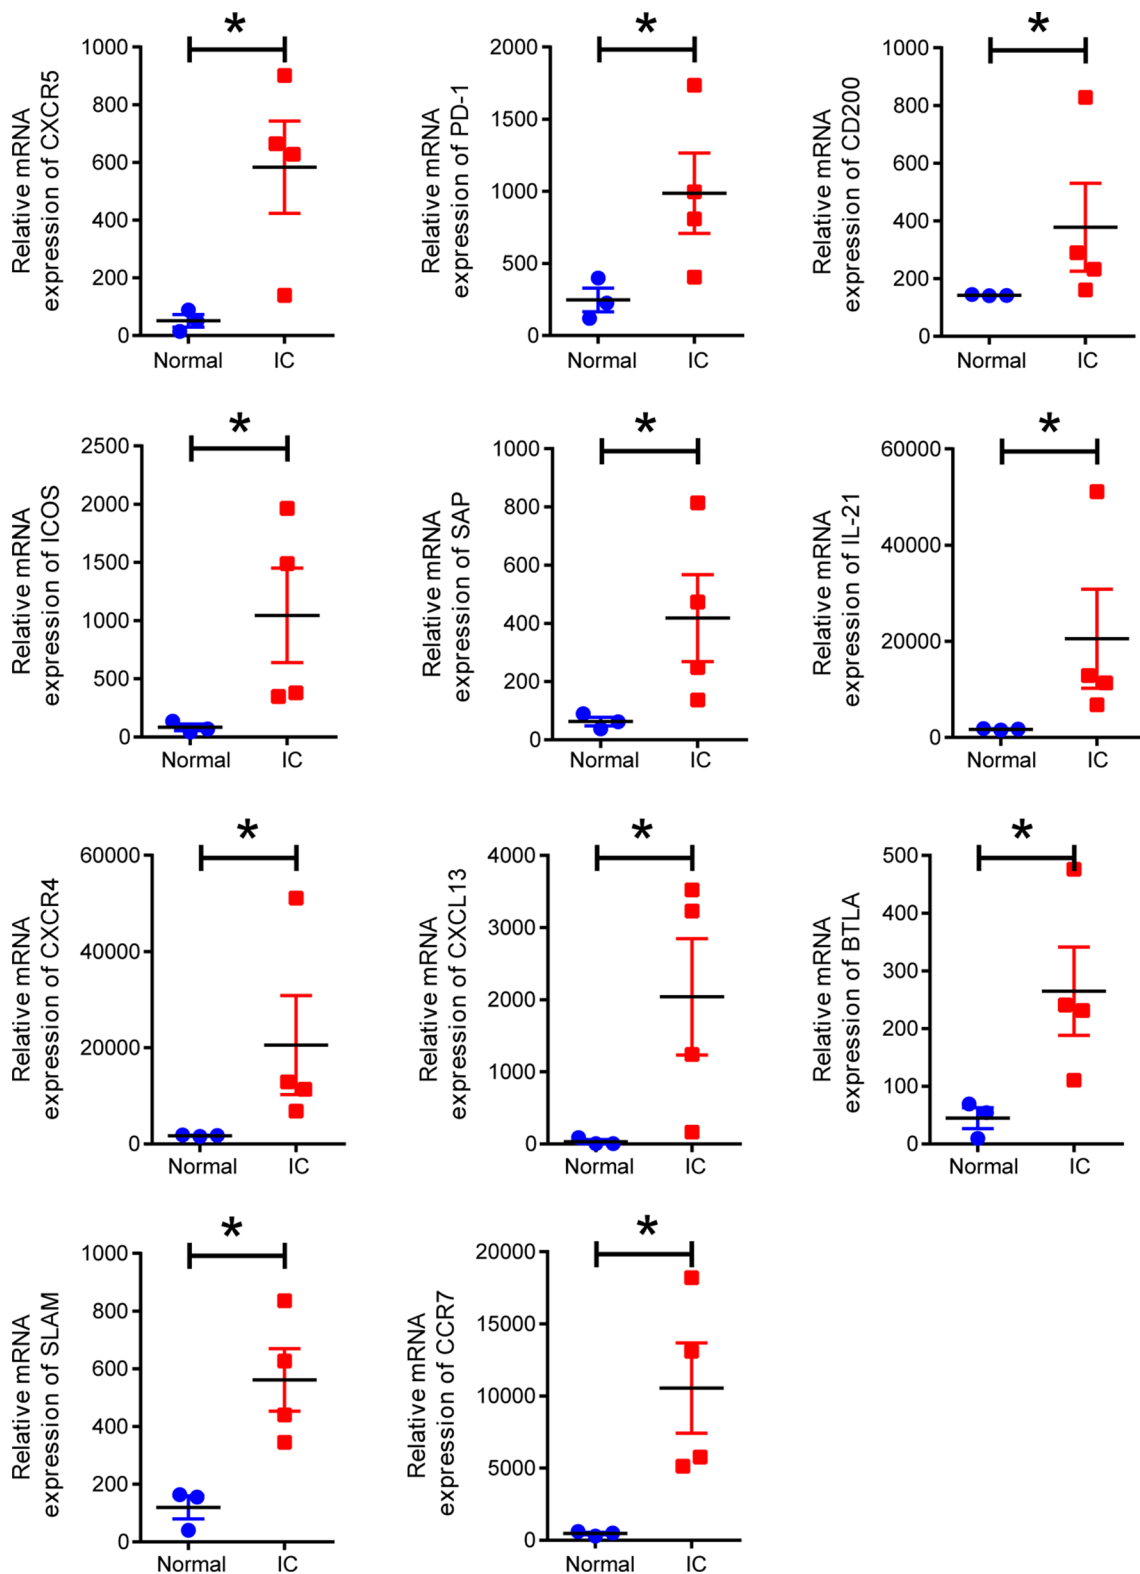 *
1000
800
600
400
200
0
Relative mRNA
expression of CXCR5
Normal
IC
*
2000
1500
1000
500
0
Relative mRNA
expression of PD-1
Normal
IC
*
1000
800
600
400
200
0
Relative mRNA
expression of CD200
Normal
IC
*
2500
2000
1500
1000
500
0
Relative mRNA
expression of ICOS
Normal
IC
*
1000
800
600
400
200
0
Relative mRNA
expression of SAP
Normal
IC
*
60000
40000
20000
0
Relative mRNA
expression of IL-21
Normal
IC
*
60000
40000
20000
0
Relative mRNA
expression of CXCR4
Normal
IC
*
4000
3000
2000
1000
0
Relative mRNA
expression of CXCL13
Normal
IC
*
500
400
300
200
100
0
Relative mRNA
expression of BTLA
Normal
IC
*
1000
800
600
400
200
0
Relative mRNA
expression of SLAM
Normal
IC
*
20000
15000
10000
5000
0
Relative mRNA
expression of CCR7
Normal
IC